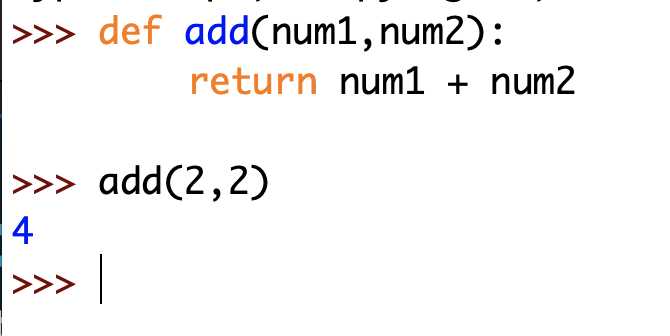 >>> def add(num1,num2):
        return num1 + num2
>>> add(2,2)
4
>>>